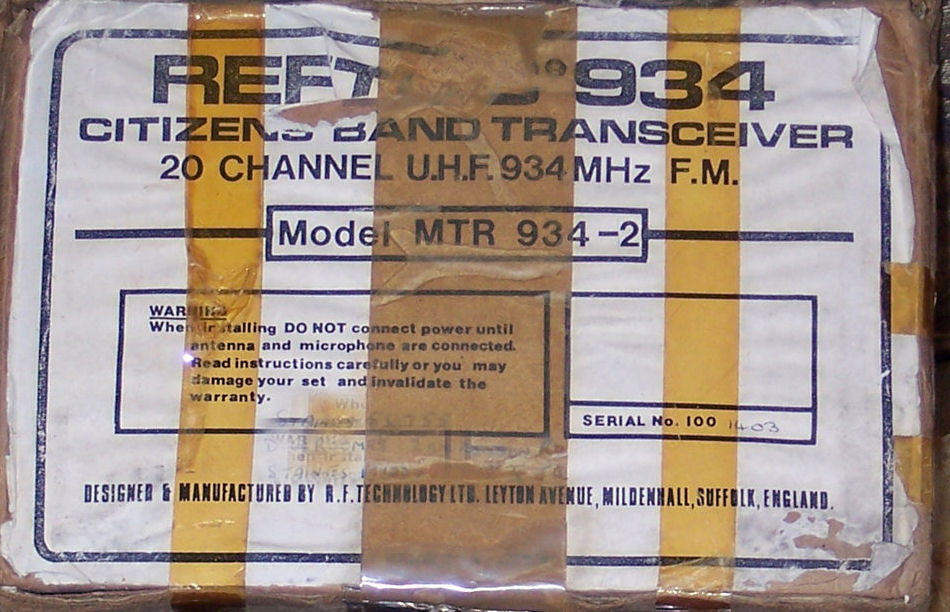 934
CITIZENS BAND TRANSCEIVER
20 CHANNEL U.H.F. 934 MHz F.M.
Model MTR 934-2
WARNING
When installing DO NOT connect power until
antenna and microphone are connected.
Read instructions carefully or you may
damage your set and invalidate the
warranty.
SERIAL No. 100 1403
DESIGNED & MANUFACTURED BY R.F. TECHNOLOGY LTD. LEYTON AVENUE, MILDENHALL, SUFFOLK, ENGLAND.